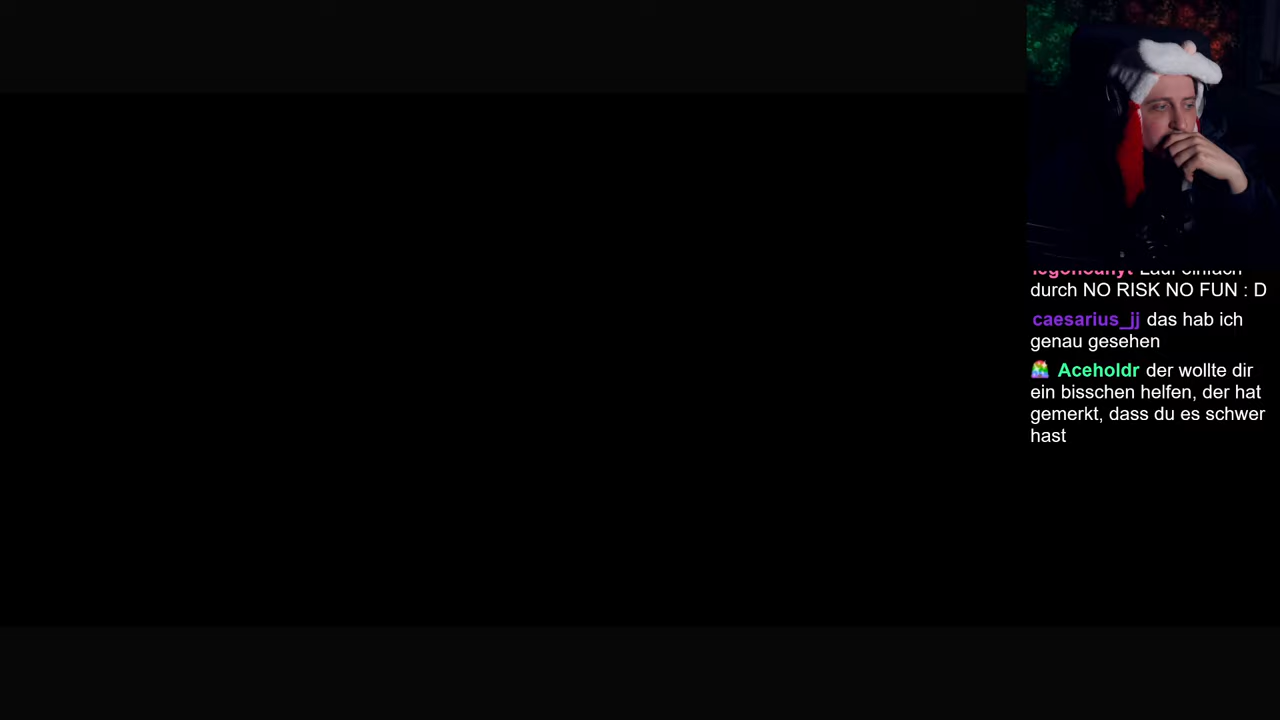 durch NO RISK NO FUN : D
caesarius_jj das hab ich
genau gesehen
Aceholdr der wollte dir
ein bisschen helfen, der hat
gemerkt, dass du es schwer
hast